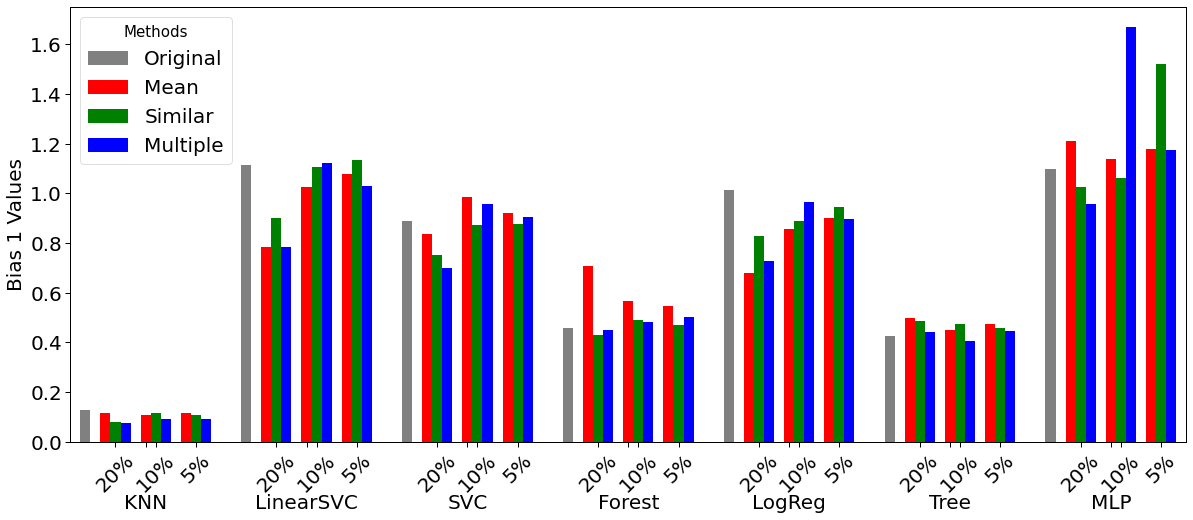 Methods
Original
Mean
Similar
Multiple
Bias 1 Values
1.6
1.4
1.2
1.0
0.8
0.6
0.4
0.2
0.0
20% 10% 5% 20% 10% 5% 20% 10% 5% 20% 10% 5% 20% 10% 5% 20% 10% 5% 20% 10% 5%
KNN LinearSVC SVC Forest LogReg Tree MLP